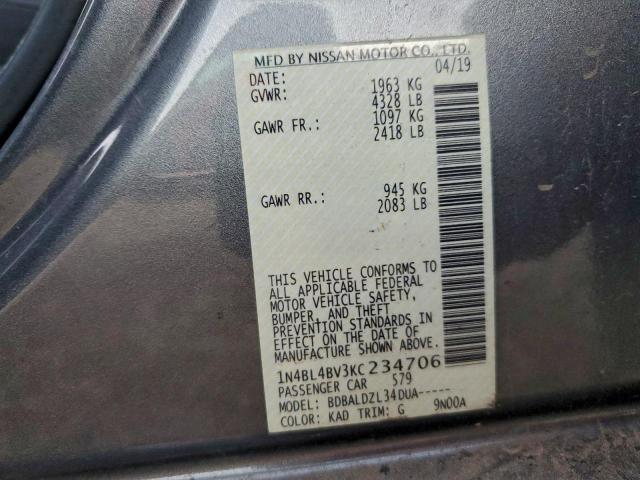 MFD BY NISSAN MOTOR CO., LTD.
DATE: 04/19
GVWR: 1963 KG
4328 LB
GAWR FR.: 1097 KG
2418 LB
GAWR RR.: 945 KG
2083 LB
THIS VEHICLE CONFORMS TO
ALL APPLICABLE FEDERAL
MOTOR VEHICLE SAFETY,
BUMPER, AND THEFT
PREVENTION STANDARDS IN
EFFECT ON THE DATE OF
MANUFACTURE SHOWN ABOVE.
1N4BL4BV3KC234706
PASSENGER CAR 579
MODEL: BDBALDZL34DUA-----
COLOR: KAD TRIM: G 9N00A